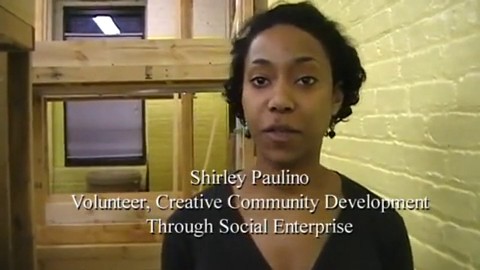 Shirley Paulino
Volunteer, Creative Community Development
Through Social Enterprise